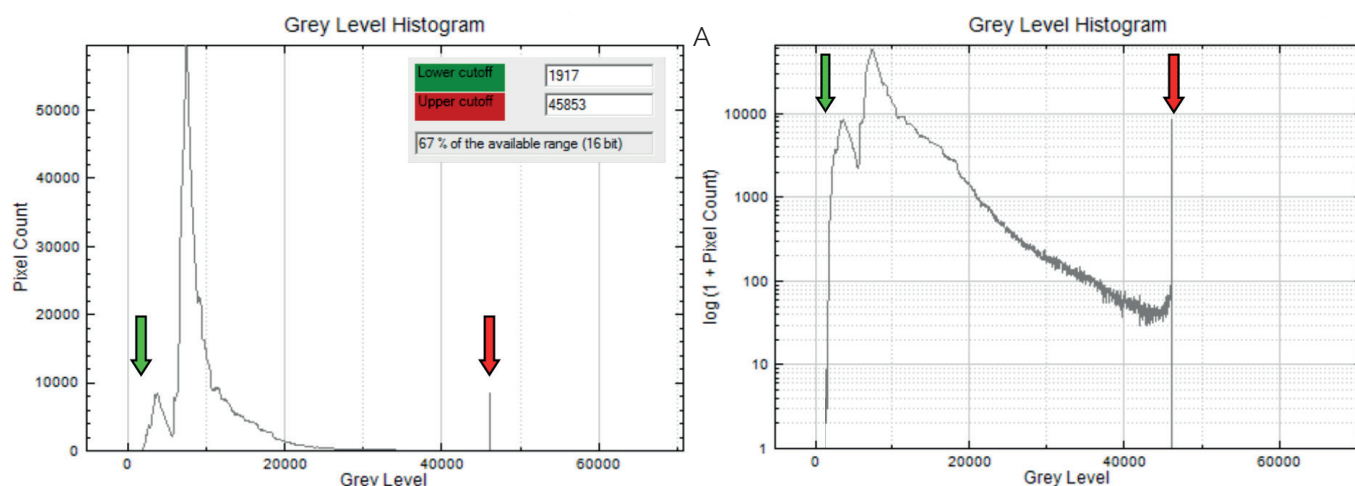 Grey Level Histogram
Lower cutoff 1917
Upper cutoff 45853
67 % of the available range (16 bit)
Pixel Count
50000
40000
30000
20000
10000
0
0 20000 40000 60000
Grey Level
A
Grey Level Histogram
log (1 + Pixel Count)
10000
1000
100
10
1
0 20000 40000 60000
Grey Level